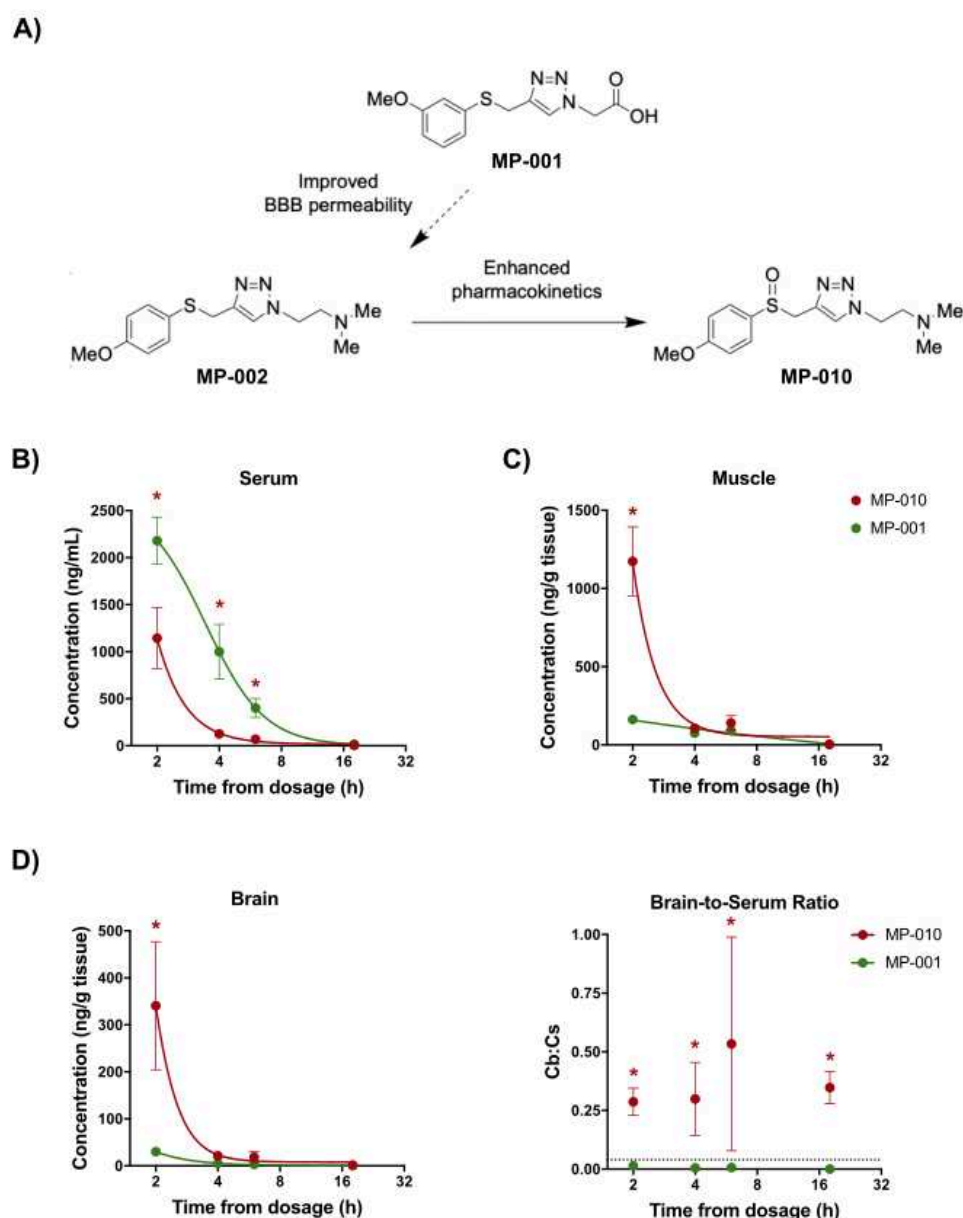 A)
MeO
S
N=N
N
O
OH
MP-001
Improved
BBB permeability
N=N
S
N
N
Me
Me
MeO
MP-002
Enhanced
pharmacokinetics
O
S
N=N
N
N
Me
Me
MeO
MP-010
B)
Serum
Concentration (ng/mL)
2500
2000
1500
1000
500
0
* * *
2 4 8 16 32
Time from dosage (h)
C)
Muscle
Concentration (ng/g tissue)
1500
1000
500
0
*
2 4 8 16 32
Time from dosage (h)
MP-010
MP-001
D)
Brain
Concentration (ng/g tissue)
500
400
300
200
100
0
*
2 4 8 16 32
Time from dosage (h)
Brain-to-Serum Ratio
Cb:Cs
1.00
0.75
0.50
0.25
0.00
* * * *
2 4 8 16 32
Time from dosage (h)
MP-010
MP-001